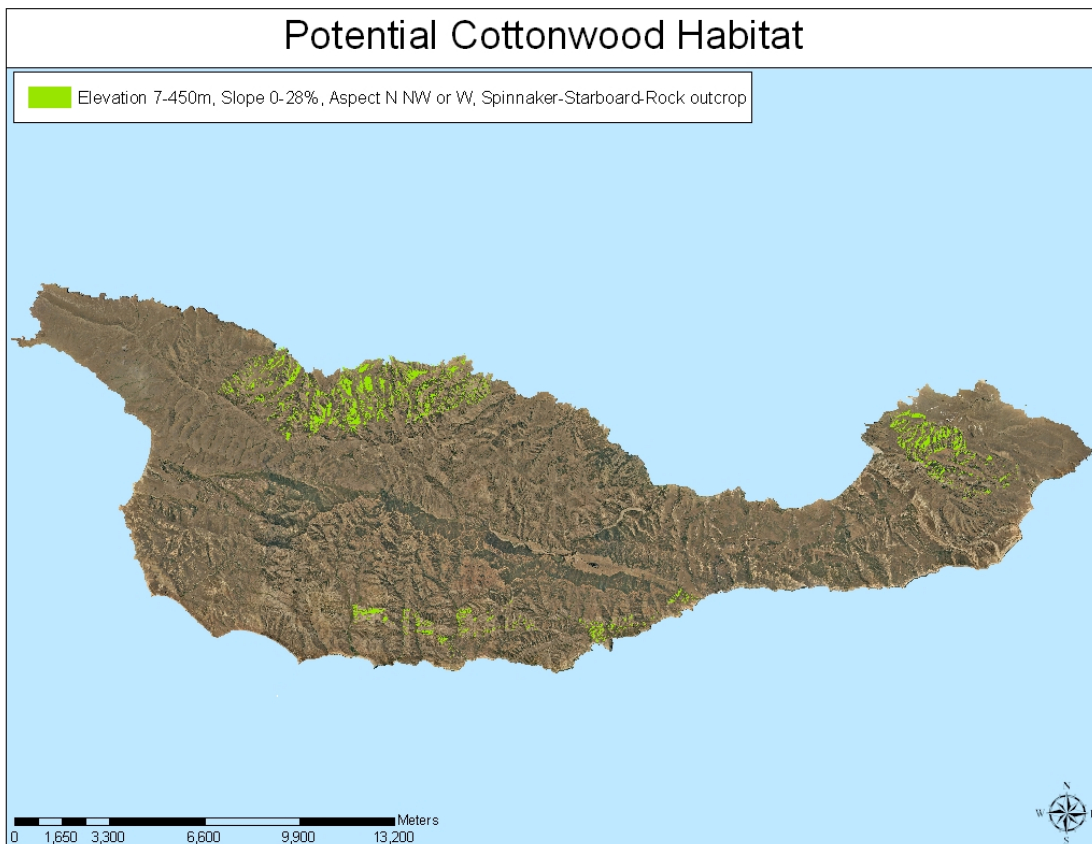 Potential Cottonwood Habitat
Elevation 7-450m, Slope 0-28%, Aspect N NW or W, Spinnaker-Starboard-Rock outcrop
Meters
0 1,650 3,300 6,600 9,900 13,200
N
W
S